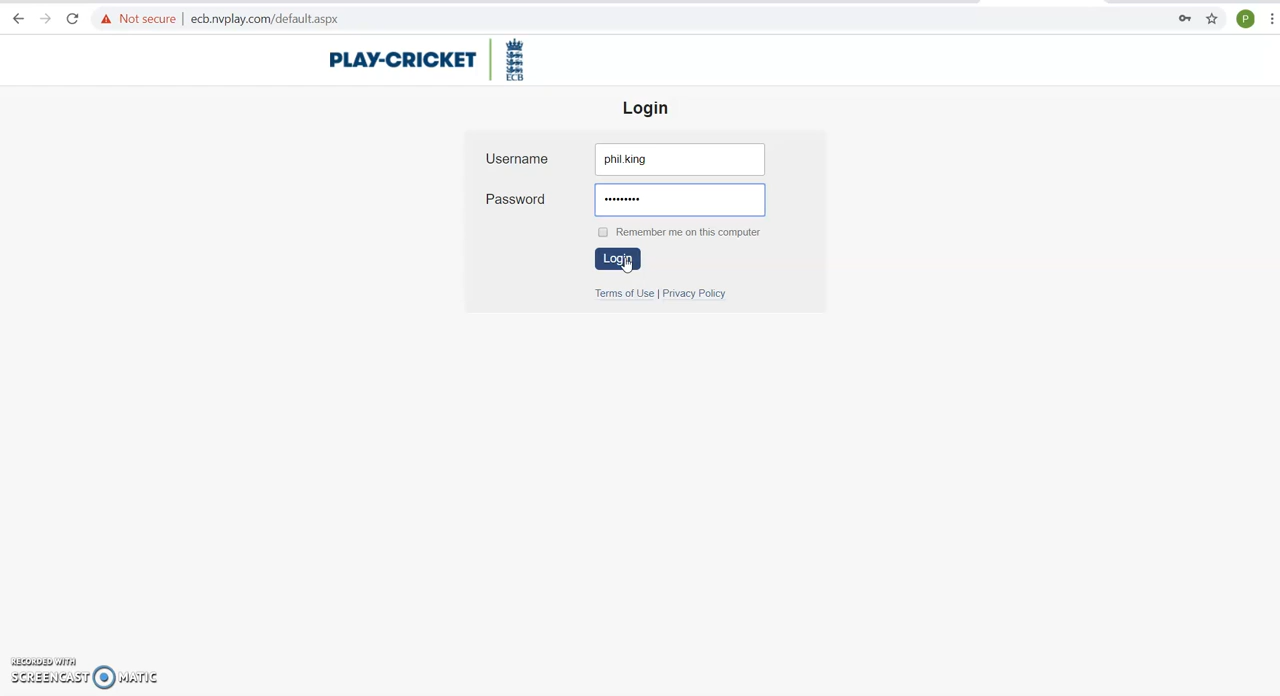 Not secure | ecb.nvplay.com/default.aspx
P
PLAY-CRICKET
ECB
Login
Username phil.king
Password •••••••••
Remember me on this computer
Login
Terms of Use | Privacy Policy
RECORDED WITH
SCREENCAST MATIC